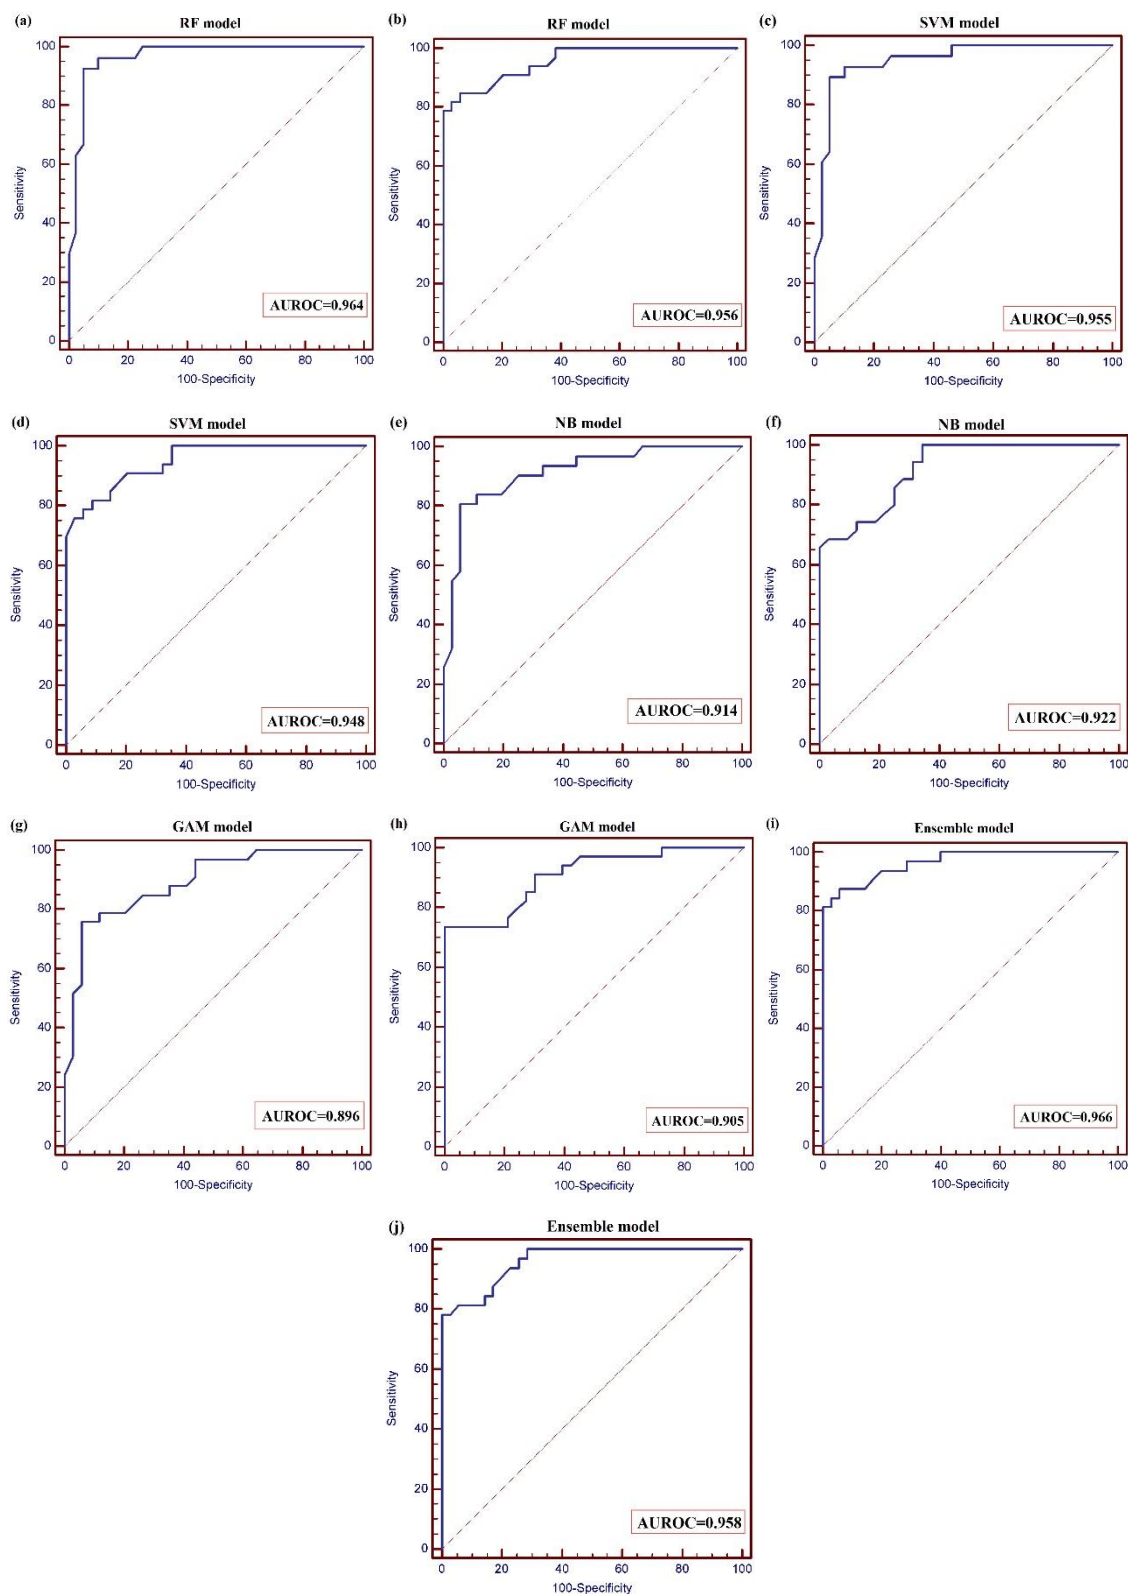 (a) RF model
100
80
60
40
20
0
Sensitivity
AUROC=0.964
0 20 40 60 80 100
100-Specificity
(b) RF model
100
80
60
40
20
0
Sensitivity
AUROC=0.956
0 20 40 60 80 100
100-Specificity
(c) SVM model
100
80
60
40
20
0
Sensitivity
AUROC=0.955
0 20 40 60 80 100
100-Specificity
(d) SVM model
100
80
60
40
20
0
Sensitivity
AUROC=0.948
0 20 40 60 80 100
100-Specificity
(e) NB model
100
80
60
40
20
0
Sensitivity
AUROC=0.914
0 20 40 60 80 100
100-Specificity
(f) NB model
100
80
60
40
20
0
Sensitivity
AUROC=0.922
0 20 40 60 80 100
100-Specificity
(g) GAM model
100
80
60
40
20
0
Sensitivity
AUROC=0.896
0 20 40 60 80 100
100-Specificity
(h) GAM model
100
80
60
40
20
0
Sensitivity
AUROC=0.905
0 20 40 60 80 100
100-Specificity
(i) Ensemble model
100
80
60
40
20
0
Sensitivity
AUROC=0.966
0 20 40 60 80 100
100-Specificity
(j) Ensemble model
100
80
60
40
20
0
Sensitivity
AUROC=0.958
0 20 40 60 80 100
100-Specificity